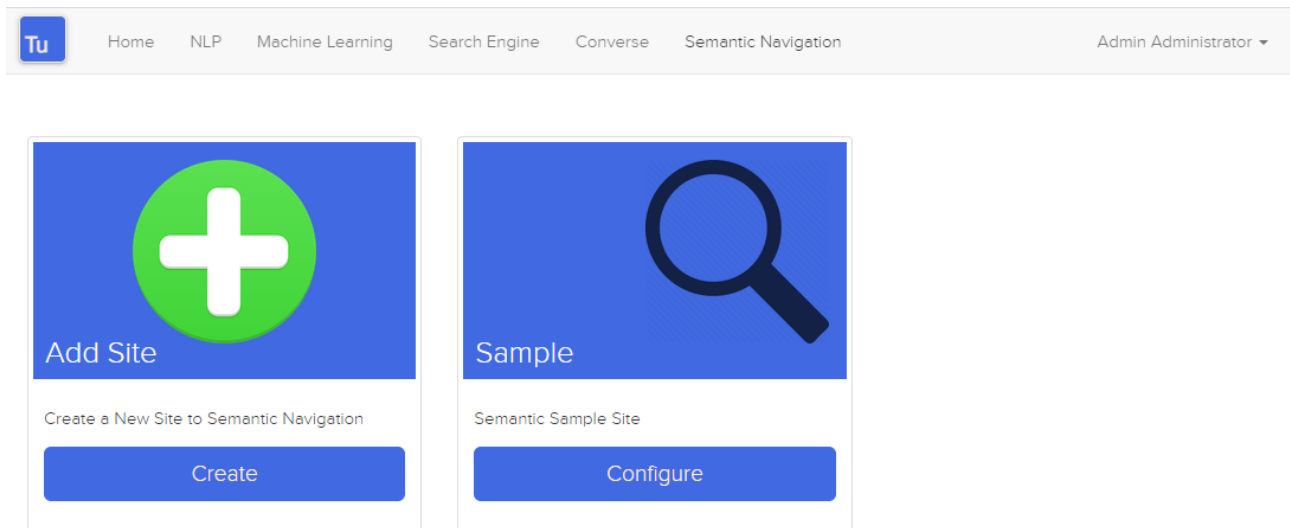 Tu Home NLP Machine Learning Search Engine Converse Semantic Navigation Admin Administrator
Add Site
Create a New Site to Semantic Navigation
Create
Sample
Semantic Sample Site
Configure